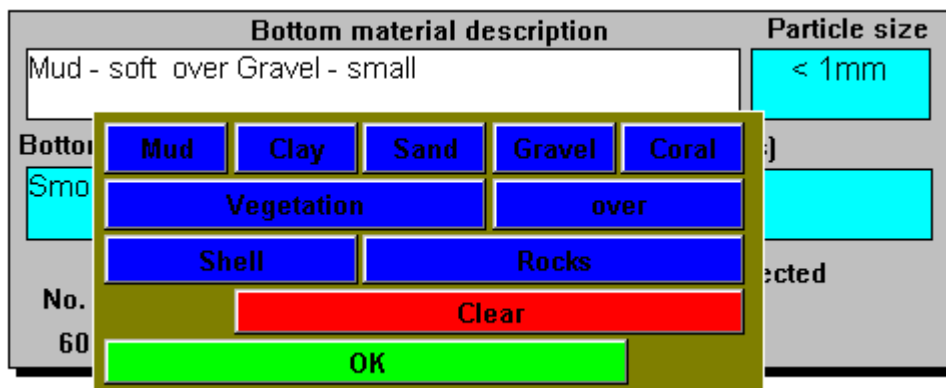 Bottom material description Particle size
Mud - soft over Gravel - small < 1mm
Mud Clay Sand Gravel Coral
Vegetation over
Shell Rocks
No. Clear
60 OK